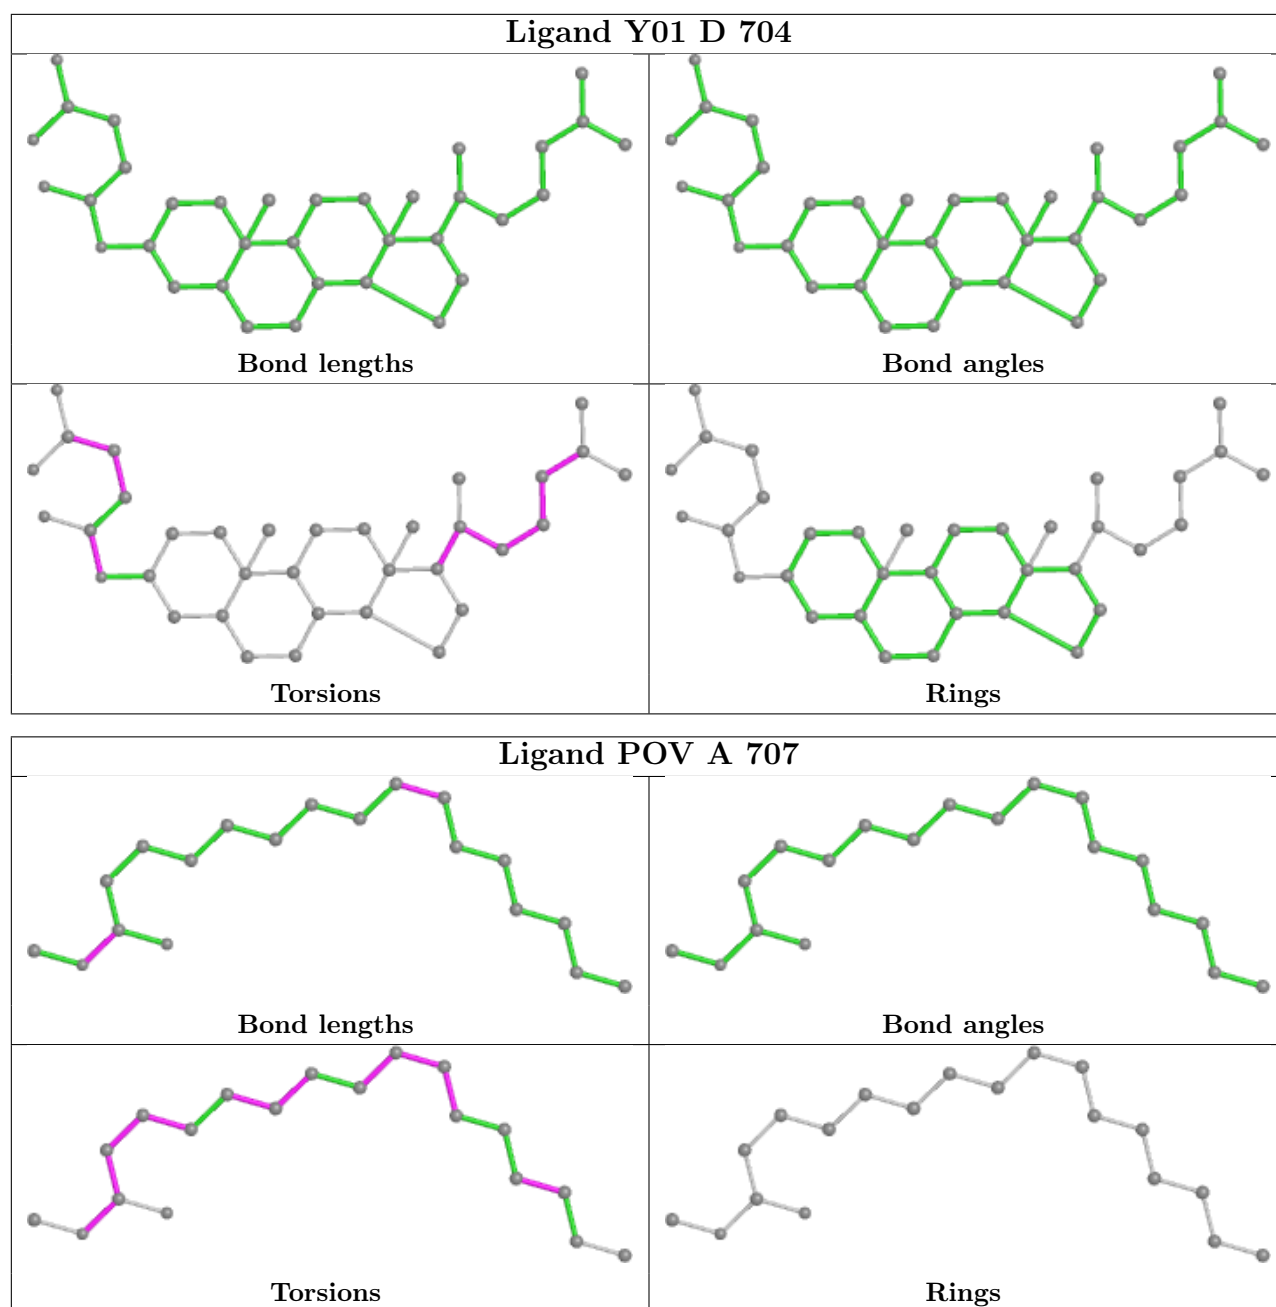 Ligand Y01 D 704
Bond lengths
Bond angles
Torsions
Rings
Ligand POV A 707
Bond lengths
Bond angles
Torsions
Rings